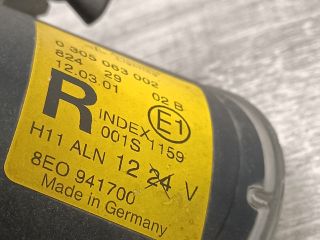 0 305 063 002
824 29 02 B
12.03.01
R INDEX 1159 E1
001S
H11 ALN 12 24 V
8EO 941700
Made in Germany